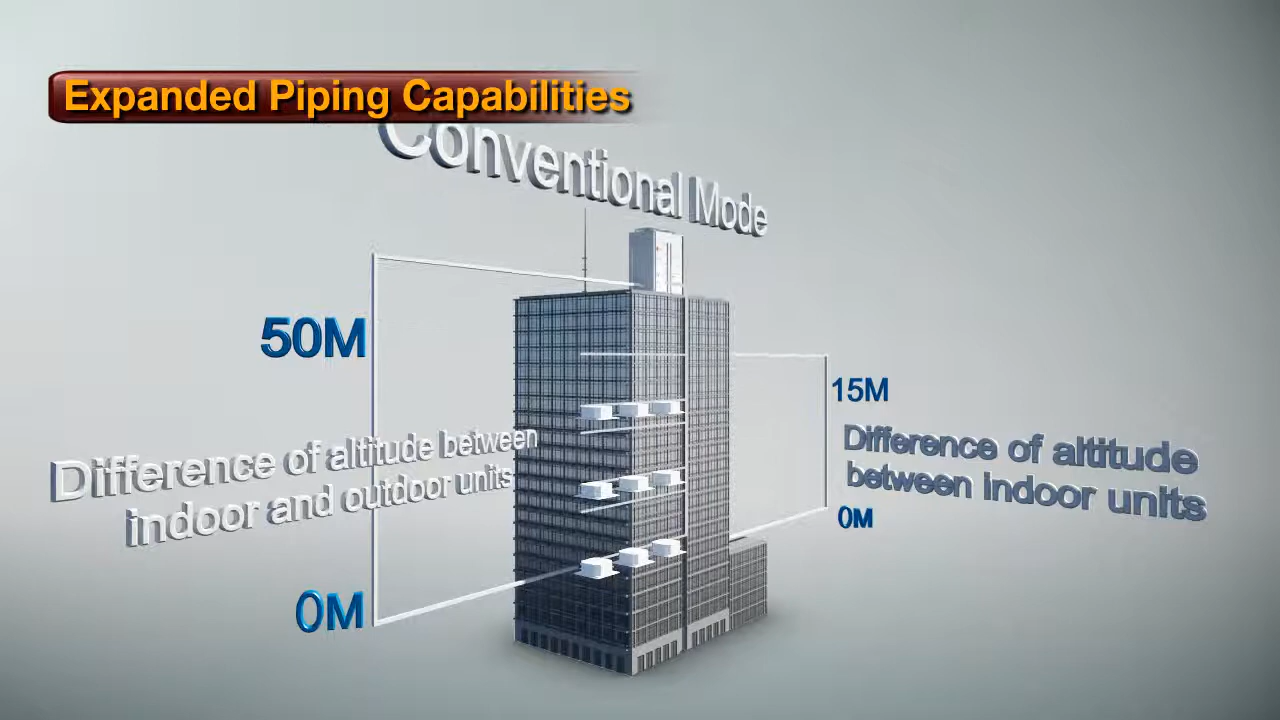 Expanded Piping Capabilities
Conventional Mode
50M
15M
Difference of altitude between
indoor and outdoor units
Difference of altitude
between indoor units
0M
0M